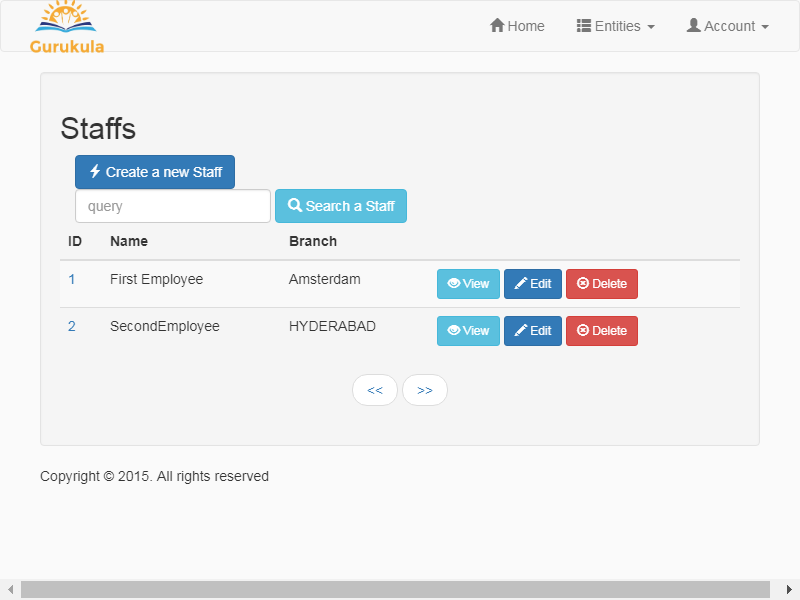 Gurukula
Home Entities Account
Staffs
Create a new Staff
query Search a Staff
ID Name Branch
1 First Employee Amsterdam View Edit Delete
2 SecondEmployee HYDERABAD View Edit Delete
<< >>
Copyright © 2015. All rights reserved